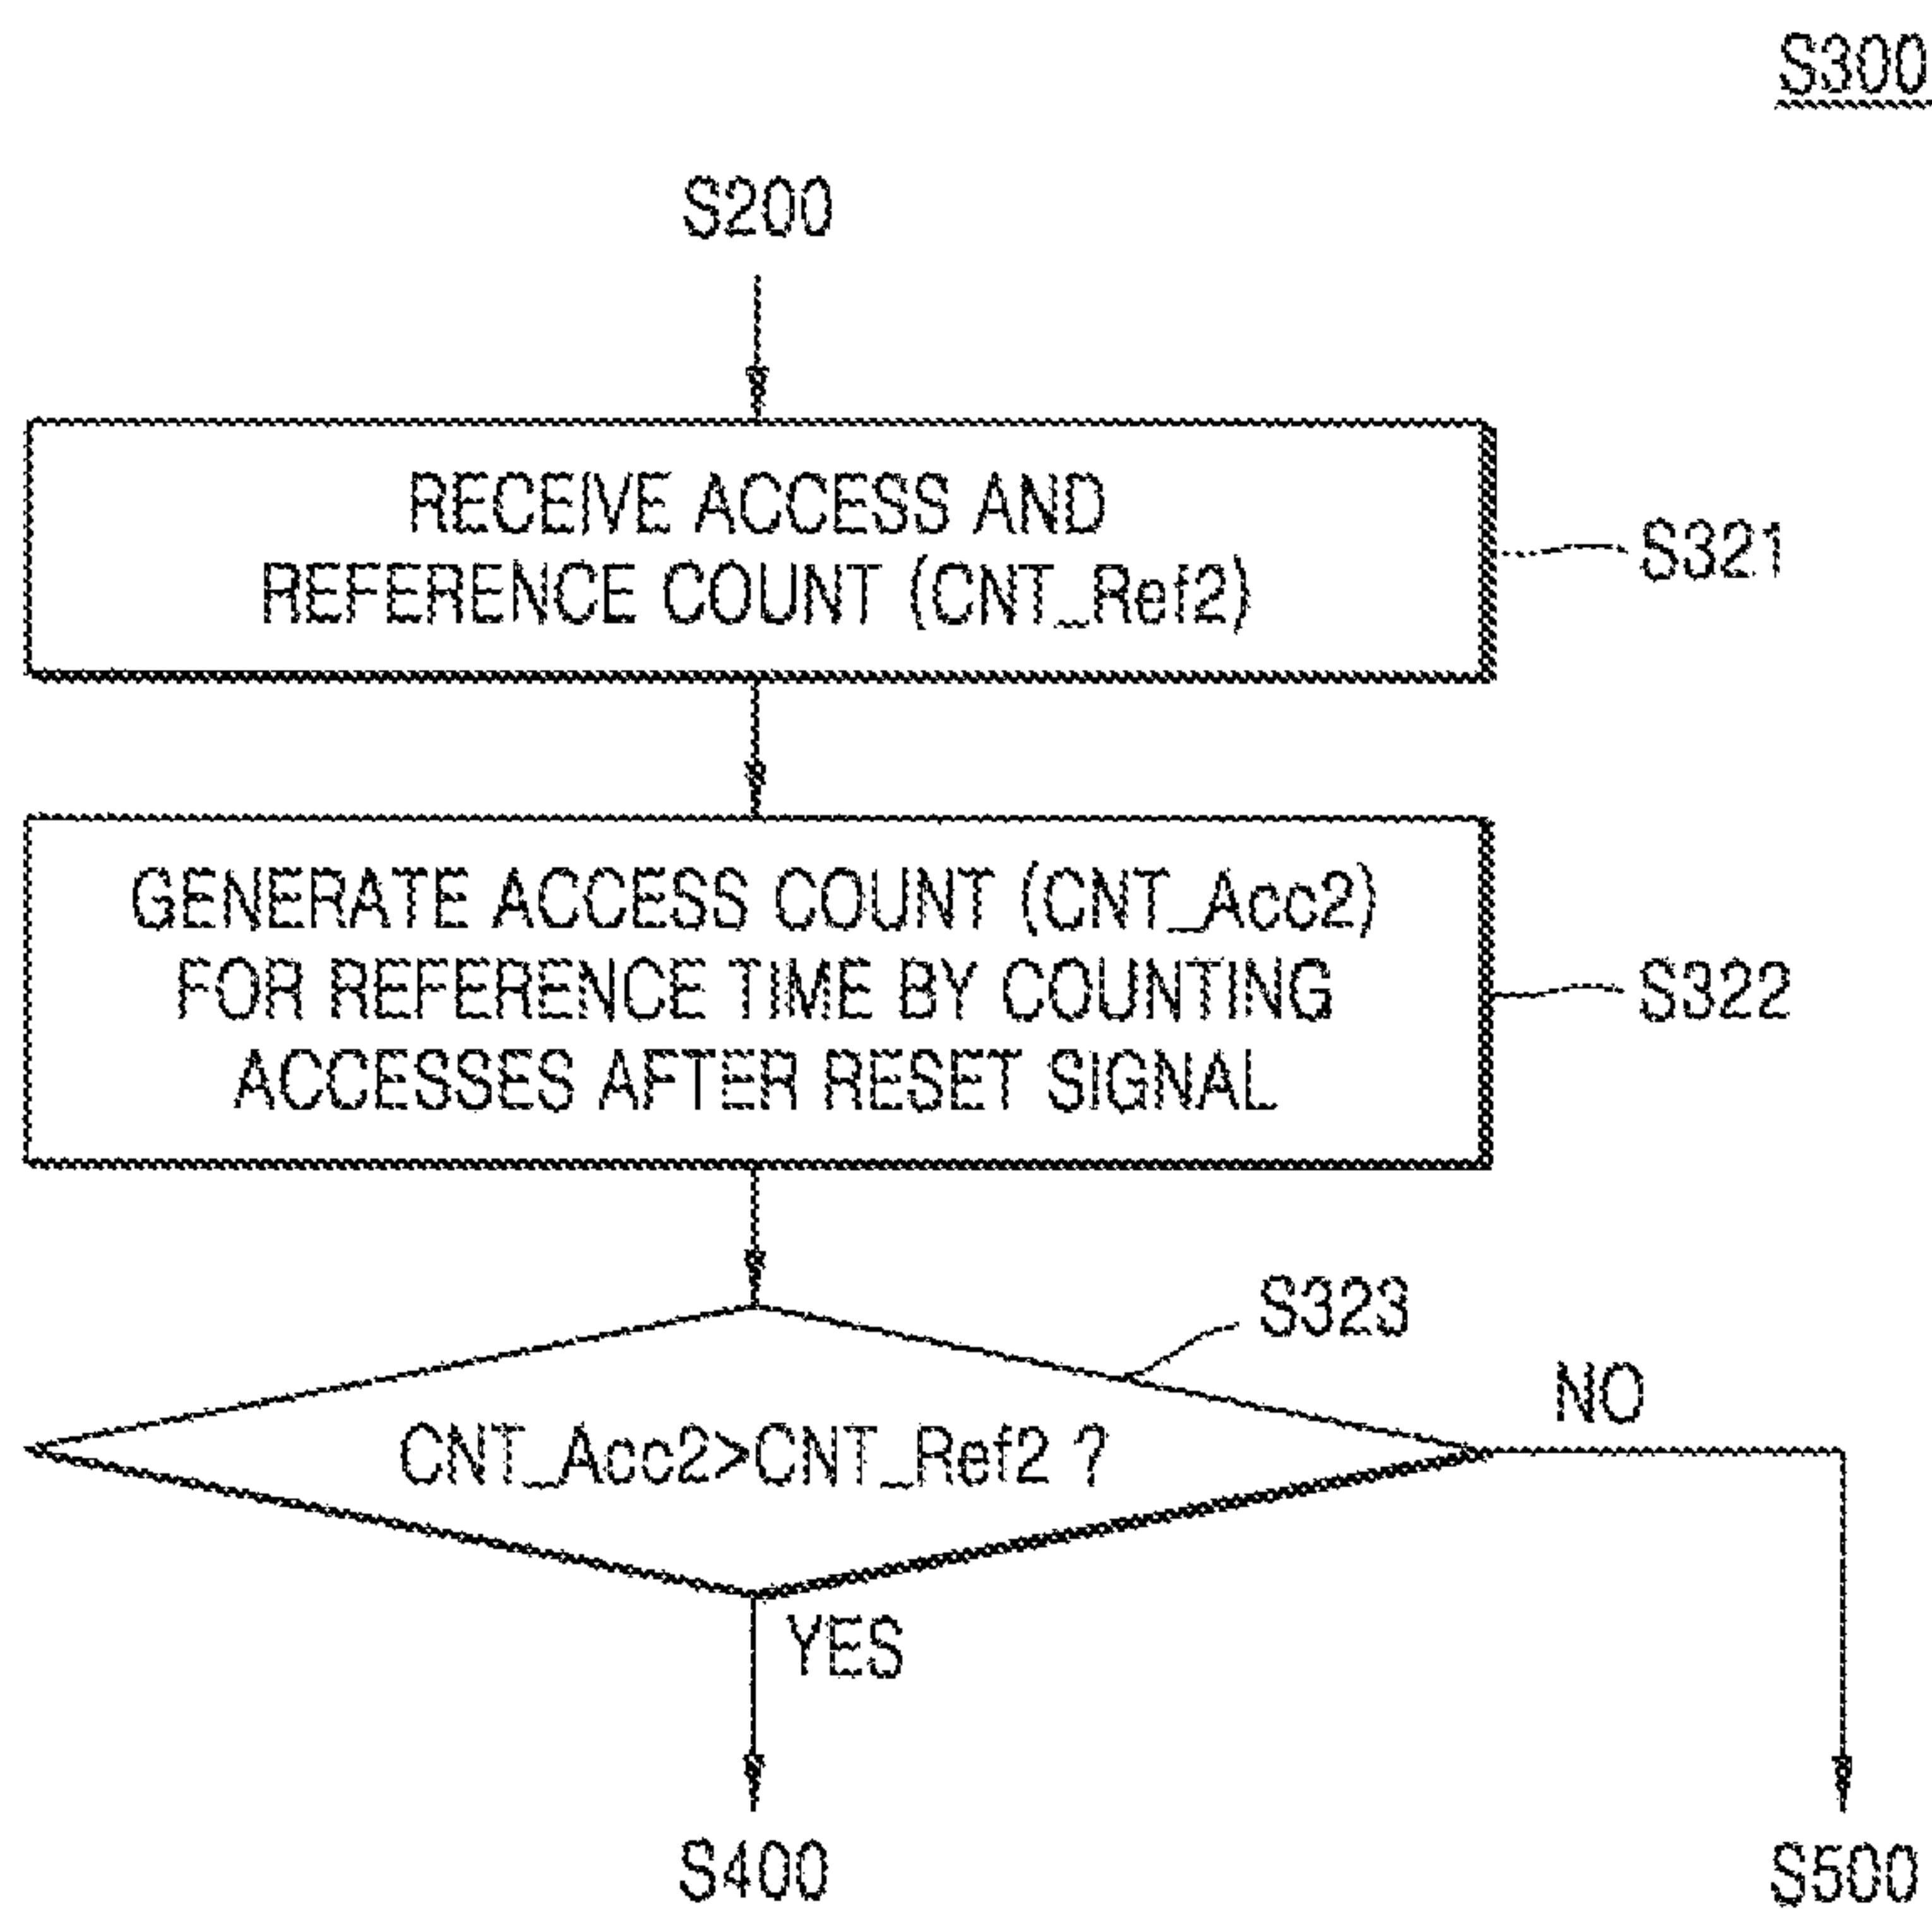 S300
S200
RECEIVE ACCESS AND
REFERENCE COUNT (CNT_Ref2)
S321
GENERATE ACCESS COUNT (CNT_Acc2)
FOR REFERENCE TIME BY COUNTING
ACCESSES AFTER RESET SIGNAL
S322
S323
CNT_Acc2>CNT_Ref2 ?
NO
YES
S400
S500